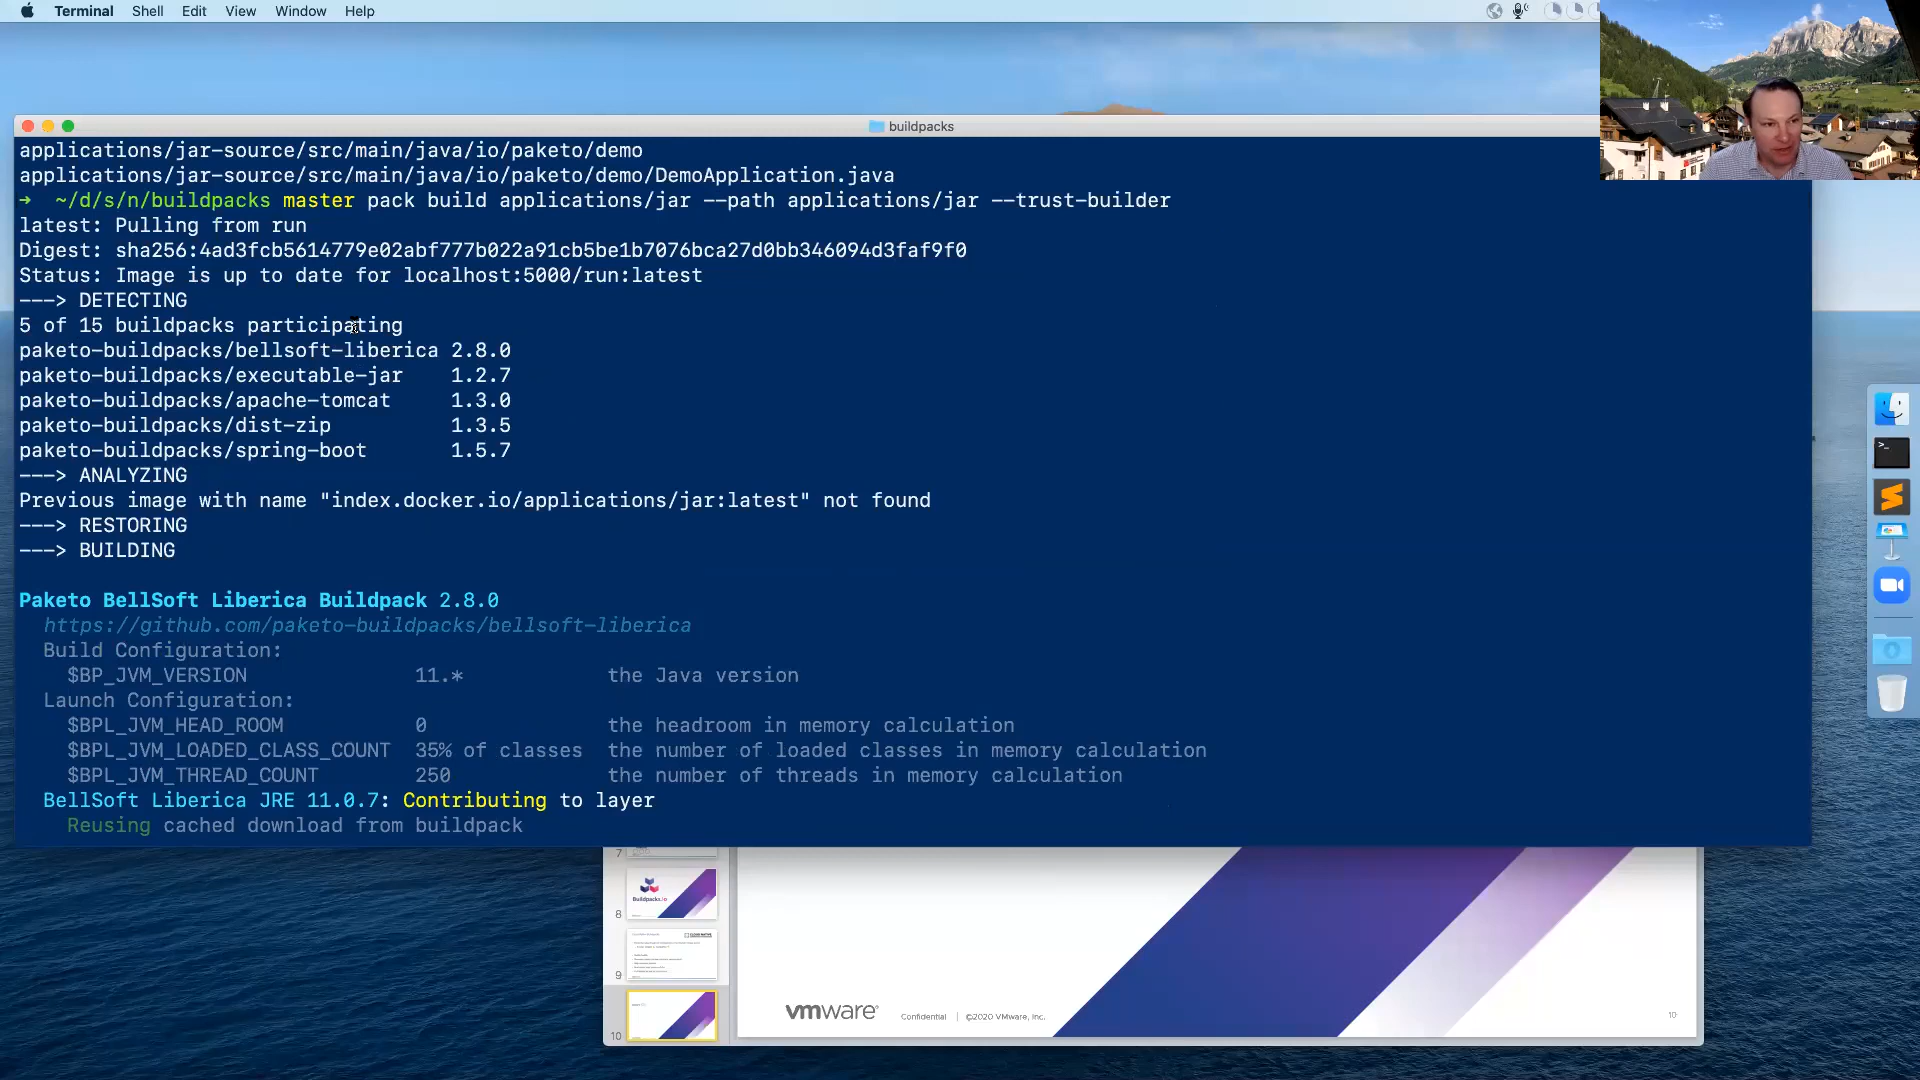 Terminal Shell Edit View Window Help
buildpacks
applications/jar-source/src/main/java/io/paketo/demo
applications/jar-source/src/main/java/io/paketo/demo/DemoApplication.java
→ ~/d/s/n/buildpacks master pack build applications/jar --path applications/jar --trust-builder
latest: Pulling from run
Digest: sha256:4ad3fcb5614779e02abf777b022a91cb5be1b7076bca27d0bb346094d3faf9f0
Status: Image is up to date for localhost:5000/run:latest
---> DETECTING
5 of 15 buildpacks participating
paketo-buildpacks/bellsoft-liberica 2.8.0
paketo-buildpacks/executable-jar 1.2.7
paketo-buildpacks/apache-tomcat 1.3.0
paketo-buildpacks/dist-zip 1.3.5
paketo-buildpacks/spring-boot 1.5.7
---> ANALYZING
Previous image with name "index.docker.io/applications/jar:latest" not found
---> RESTORING
---> BUILDING
Paketo BellSoft Liberica Buildpack 2.8.0
https://github.com/paketo-buildpacks/bellsoft-liberica
Build Configuration:
$BP_JVM_VERSION 11.* the Java version
Launch Configuration:
$BPL_JVM_HEAD_ROOM 0 the headroom in memory calculation
$BPL_JVM_LOADED_CLASS_COUNT 35% of classes the number of loaded classes in memory calculation
$BPL_JVM_THREAD_COUNT 250 the number of threads in memory calculation
BellSoft Liberica JRE 11.0.7: Contributing to layer
Reusing cached download from buildpack
7
Buildpacks.io
8
9
10
vmware® Confidential | ©2020 VMware, Inc. 10